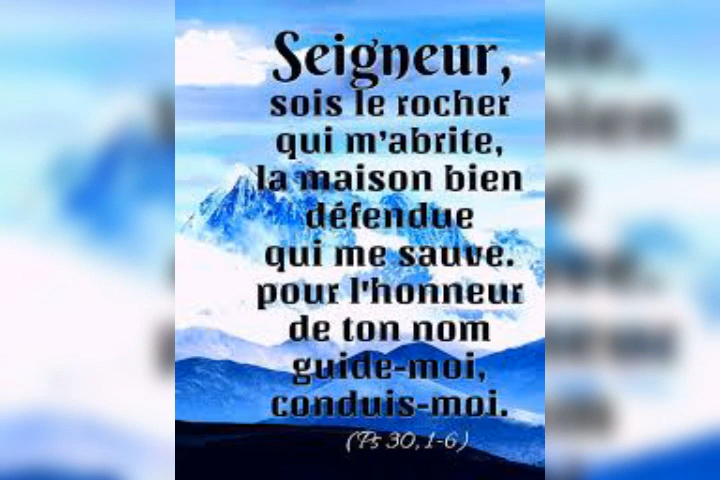 Seigneur,
sois le rocher
qui m'abrite,
la maison bien
défendue
qui me sauve.
pour l'honneur
de ton nom
guide-moi,
conduis-moi.
(Ps 30, 1-6)